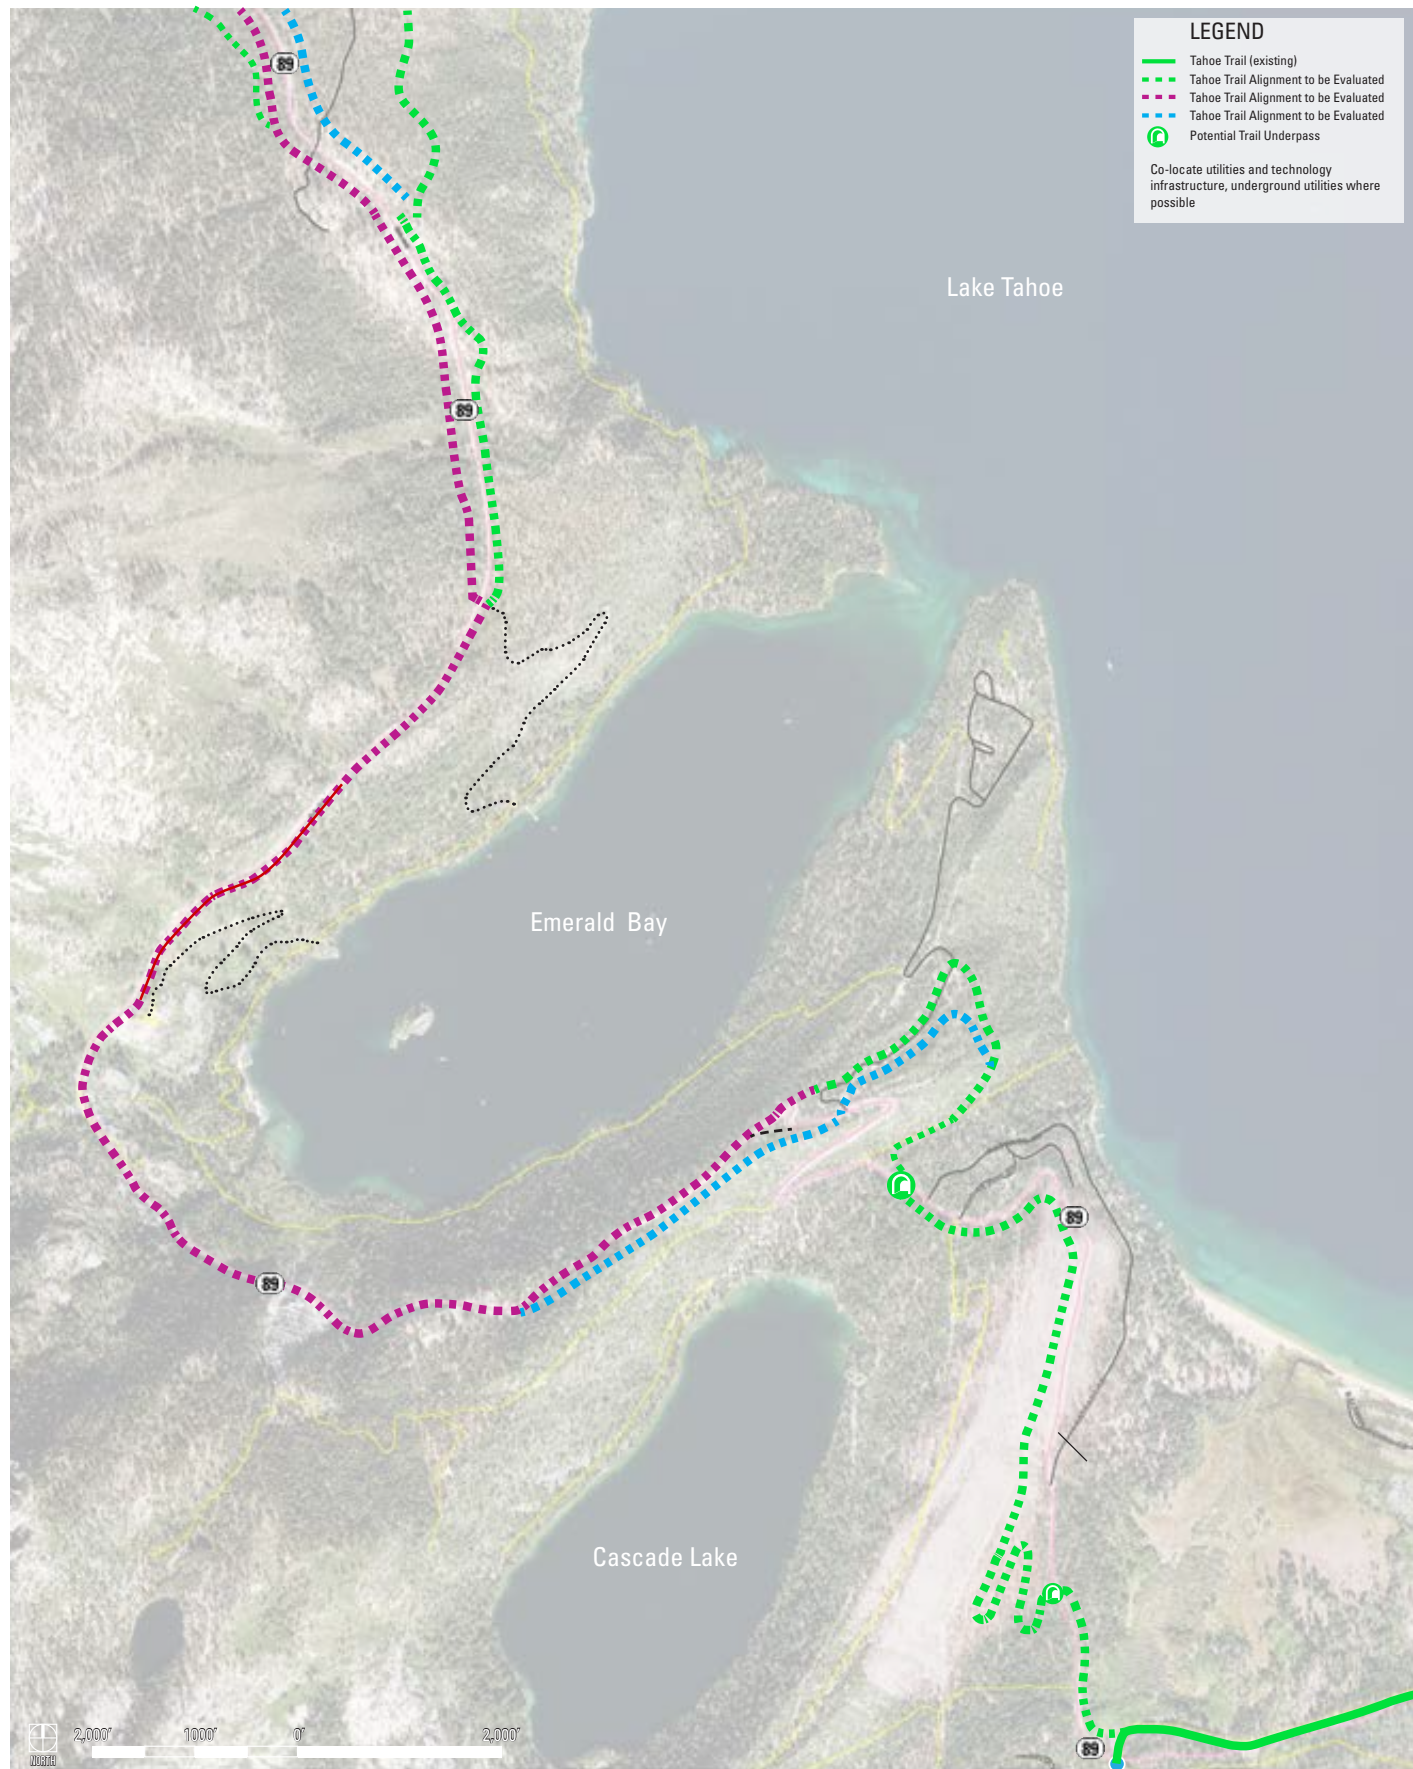 LEGEND
Tahoe Trail (existing)
Tahoe Trail Alignment to be Evaluated
Tahoe Trail Alignment to be Evaluated
Tahoe Trail Alignment to be Evaluated
Potential Trail Underpass
Co-locate utilities and technology
infrastructure, underground utilities where
possible
89
Lake Tahoe
89
Emerald Bay
89
89
Cascade Lake
89
2,000' 1000' 0' 2,000'
NORTH